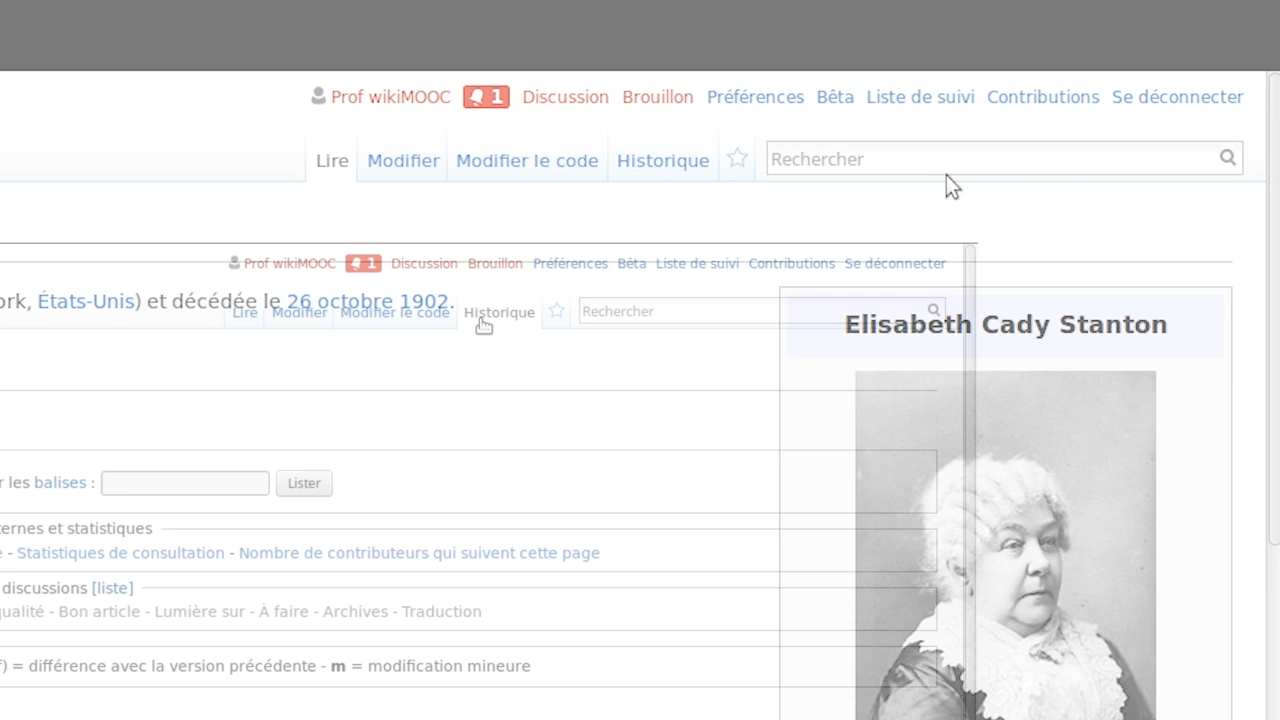 Prof wikiMOOC 1 Discussion Brouillon Préférences Bêta Liste de suivi Contributions Se déconnecter
Lire Modifier Modifier le code Historique Rechercher
Prof wikiMOOC 1 Discussion Brouillon Préférences Bêta Liste de suivi Contributions Se déconnecter
ork, États-Unis) et décédée le 26 octobre 1902.
Lire Modifier Modifier le code Historique Rechercher
Elisabeth Cady Stanton
r les balises : Lister
ternes et statistiques
- Statistiques de consultation - Nombre de contributeurs qui suivent cette page
discussions [liste]
qualité - Bon article - Lumière sur - À faire - Archives - Traduction
) = différence avec la version précédente - m = modification mineure